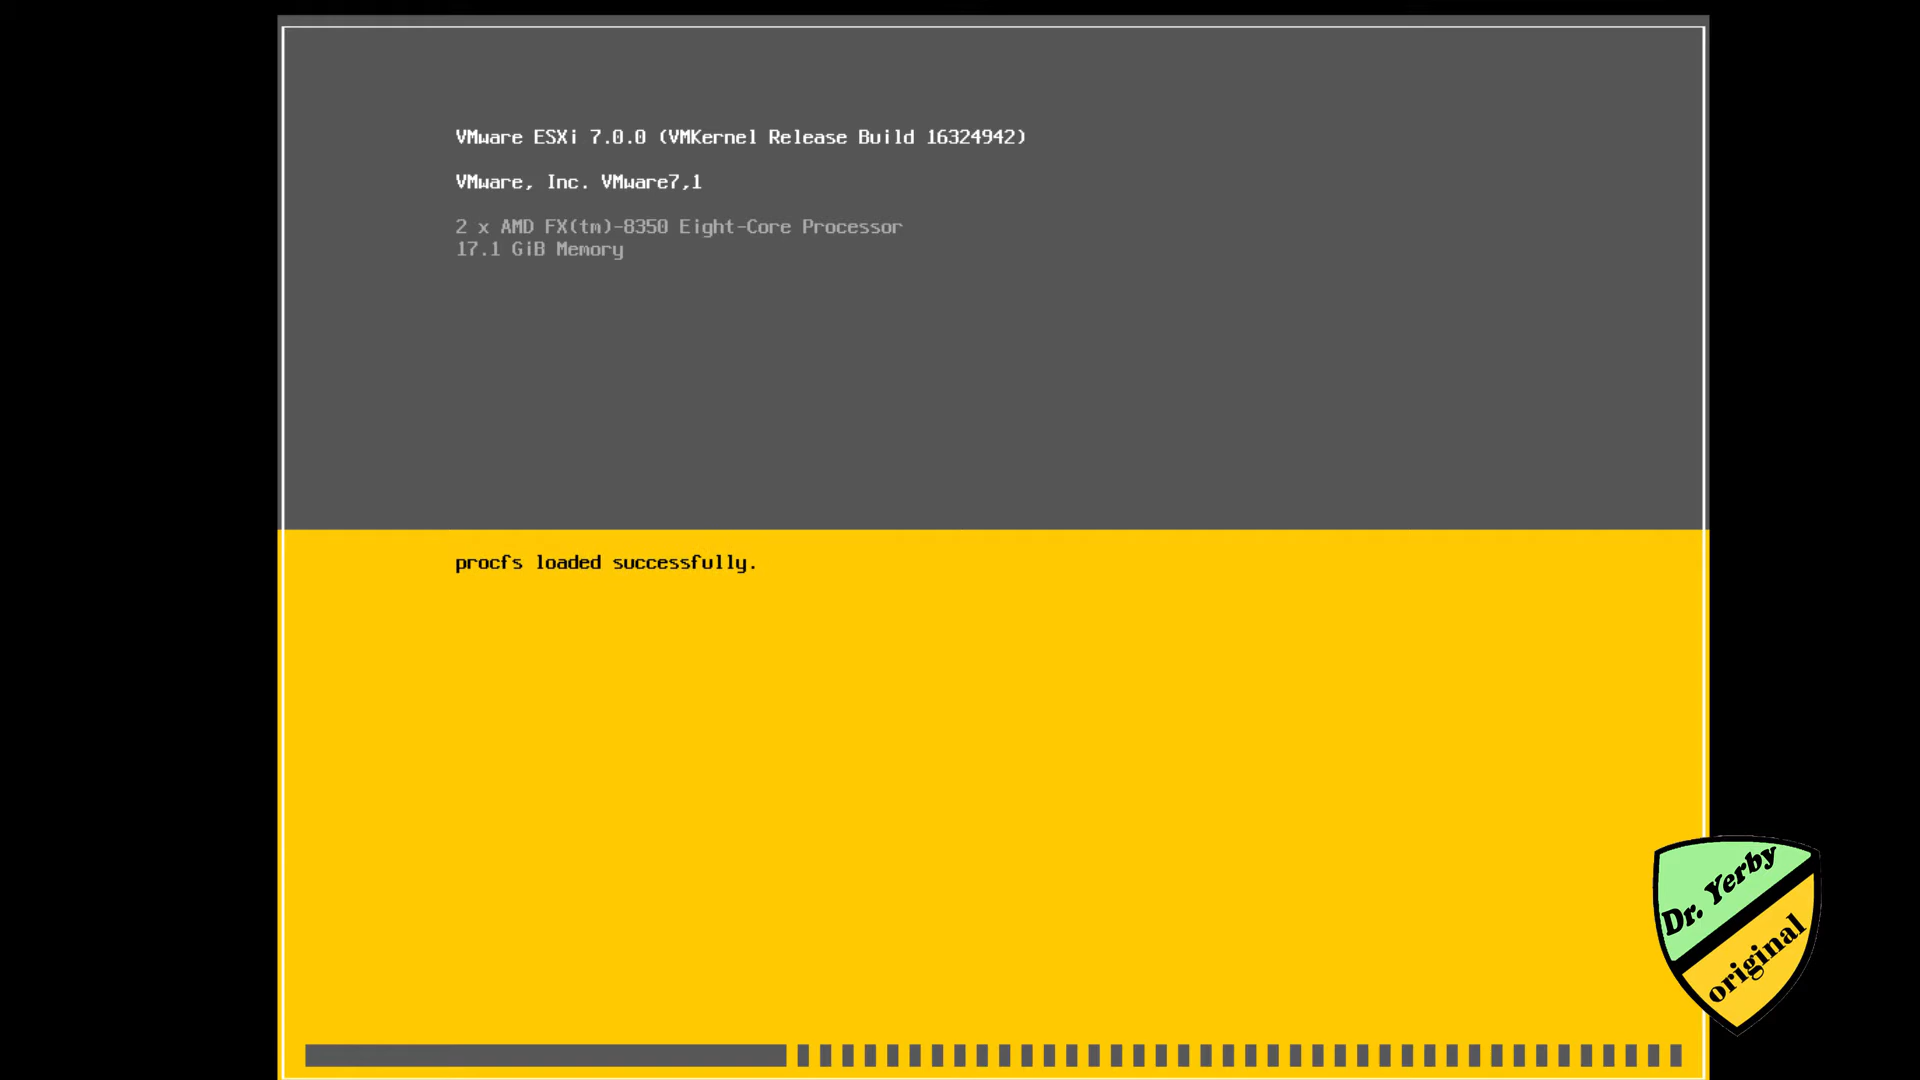 VMware ESXi 7.0.0 (VMKernel Release Build 16324942)
VMware, Inc. VMware7,1
2 x AMD FX(tm)-8350 Eight-Core Processor
17.1 GiB Memory
procfs loaded successfully.
Dr. Yerby
original